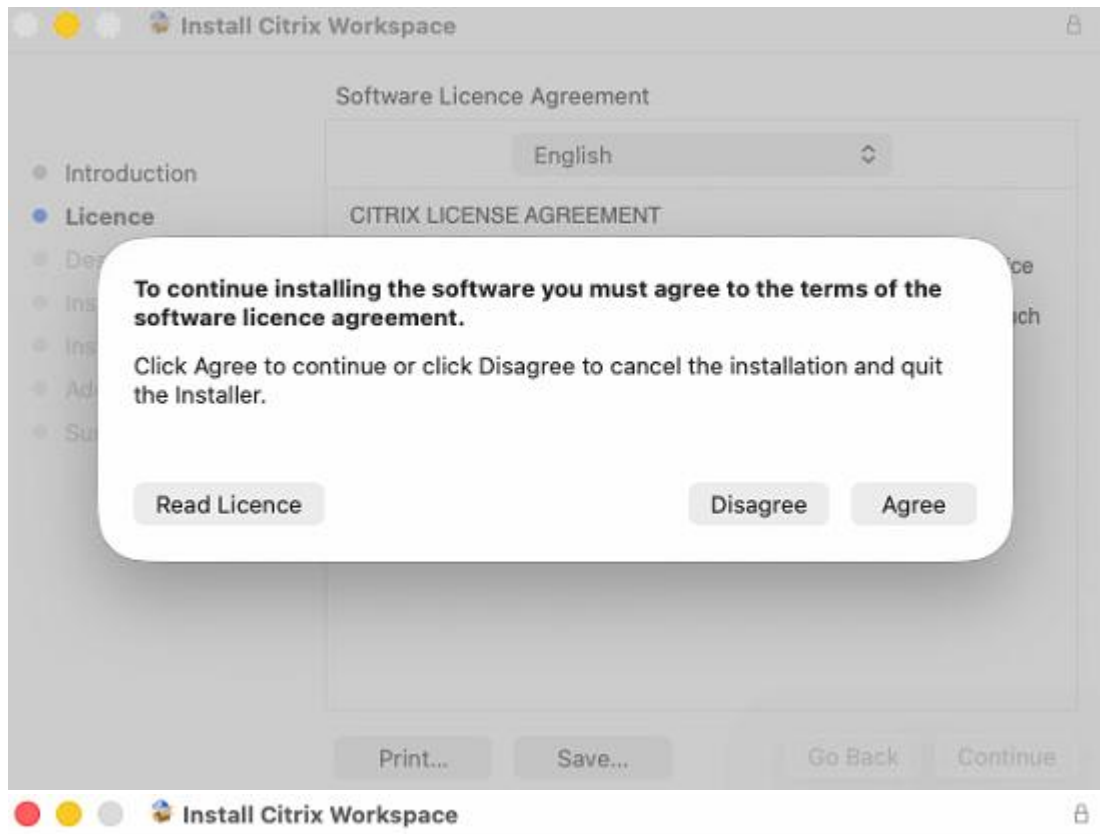 Install Citrix Workspace
Software Licence Agreement
English
Introduction
Licence
CITRIX LICENSE AGREEMENT
To continue installing the software you must agree to the terms of the
software licence agreement.
Click Agree to continue or click Disagree to cancel the installation and quit
the Installer.
Read Licence
Disagree
Agree
Print...
Save...
Go Back
Continue
Install Citrix Workspace